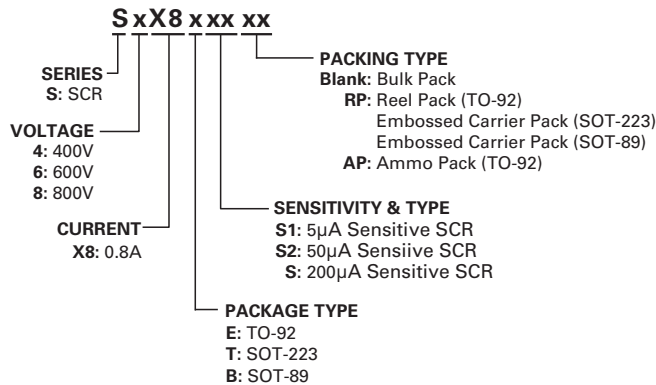 S x X 8 x xx xx
PACKING TYPE
Blank: Bulk Pack
RP: Reel Pack (TO-92)
Embossed Carrier Pack (SOT-223)
Embossed Carrier Pack (SOT-89)
AP: Ammo Pack (TO-92)
SERIES
S: SCR
VOLTAGE
4: 400V
6: 600V
8: 800V
SENSITIVITY & TYPE
S1: 5μA Sensitive SCR
S2: 50μA Sensiive SCR
S: 200μA Sensitive SCR
CURRENT
X8: 0.8A
PACKAGE TYPE
E: TO-92
T: SOT-223
B: SOT-89